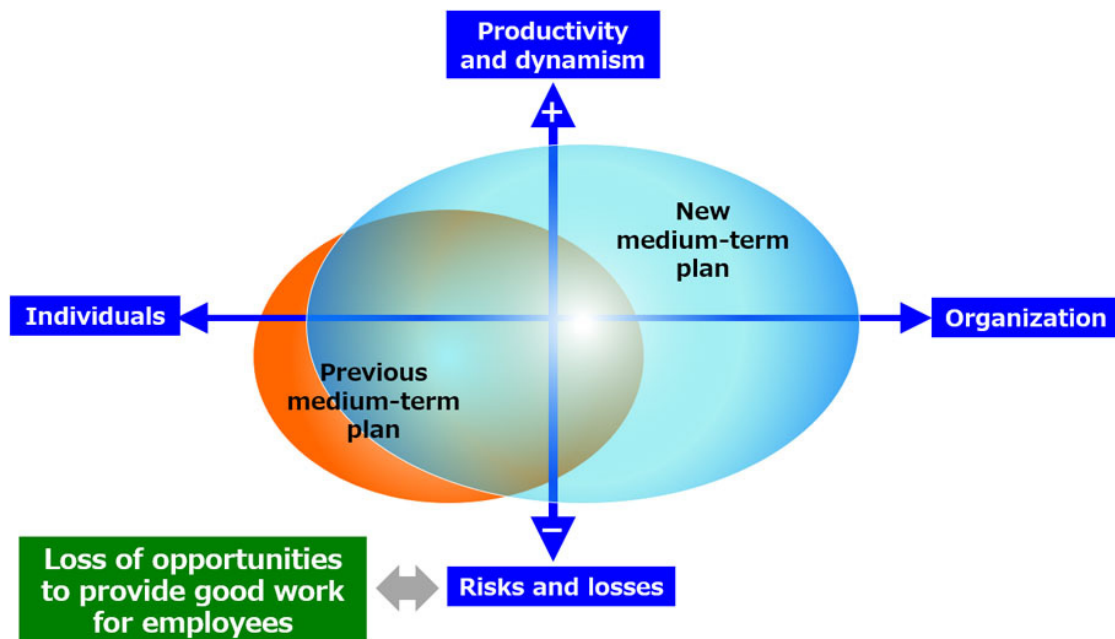 Productivity
and dynamism
+
New
medium-term
plan
Individuals
Organization
Previous
medium-term
plan
−
Loss of opportunities
to provide good work
for employees
Risks and losses